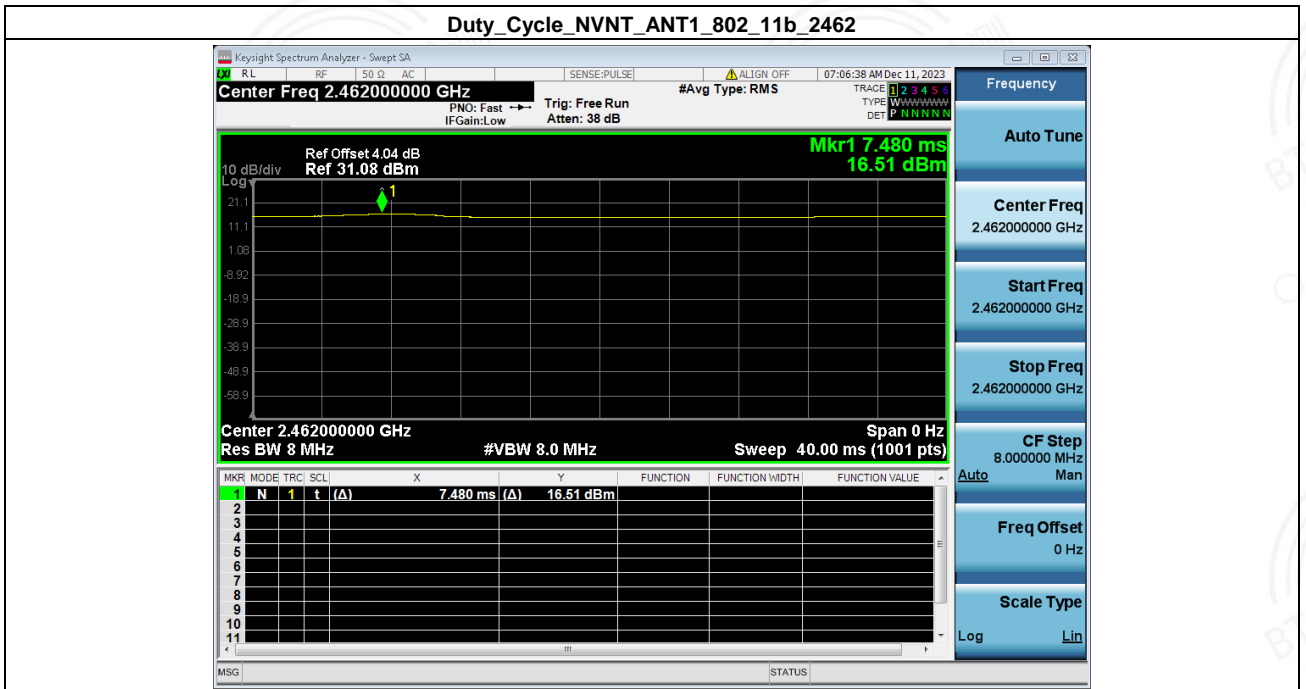 Duty_Cycle_NVNT_ANT1_802_11b_2462
Keysight Spectrum Analyzer - Swept SA
LXI RL RF 50 Ω AC SENSE:PULSE ALIGN OFF 07:06:38 AM Dec 11, 2023
Center Freq 2.462000000 GHz
PNO: Fast
IFGain:Low
Trig: Free Run
Atten: 38 dB
#Avg Type: RMS
TRACE 1 2 3 4 5 6
TYPE WWWWWW
DET P N N N N N
Ref Offset 4.04 dB
10 dB/div Ref 31.08 dBm
Log
Mkr1 7.480 ms
16.51 dBm
1
21.1
11.1
1.08
-8.92
-18.9
-28.9
-38.9
-48.9
-58.9
Center 2.462000000 GHz Span 0 Hz
Res BW 8 MHz #VBW 8.0 MHz Sweep 40.00 ms (1001 pts)
MKR MODE TRC SCL X Y FUNCTION FUNCTION WIDTH FUNCTION VALUE
1 N 1 t (Δ) 7.480 ms (Δ) 16.51 dBm
2
3
4
5
6
7
8
9
10
11
MSG STATUS
Frequency
Auto Tune
Center Freq
2.462000000 GHz
Start Freq
2.462000000 GHz
Stop Freq
2.462000000 GHz
CF Step
8.000000 MHz
Auto Man
Freq Offset
0 Hz
Scale Type
Log Lin